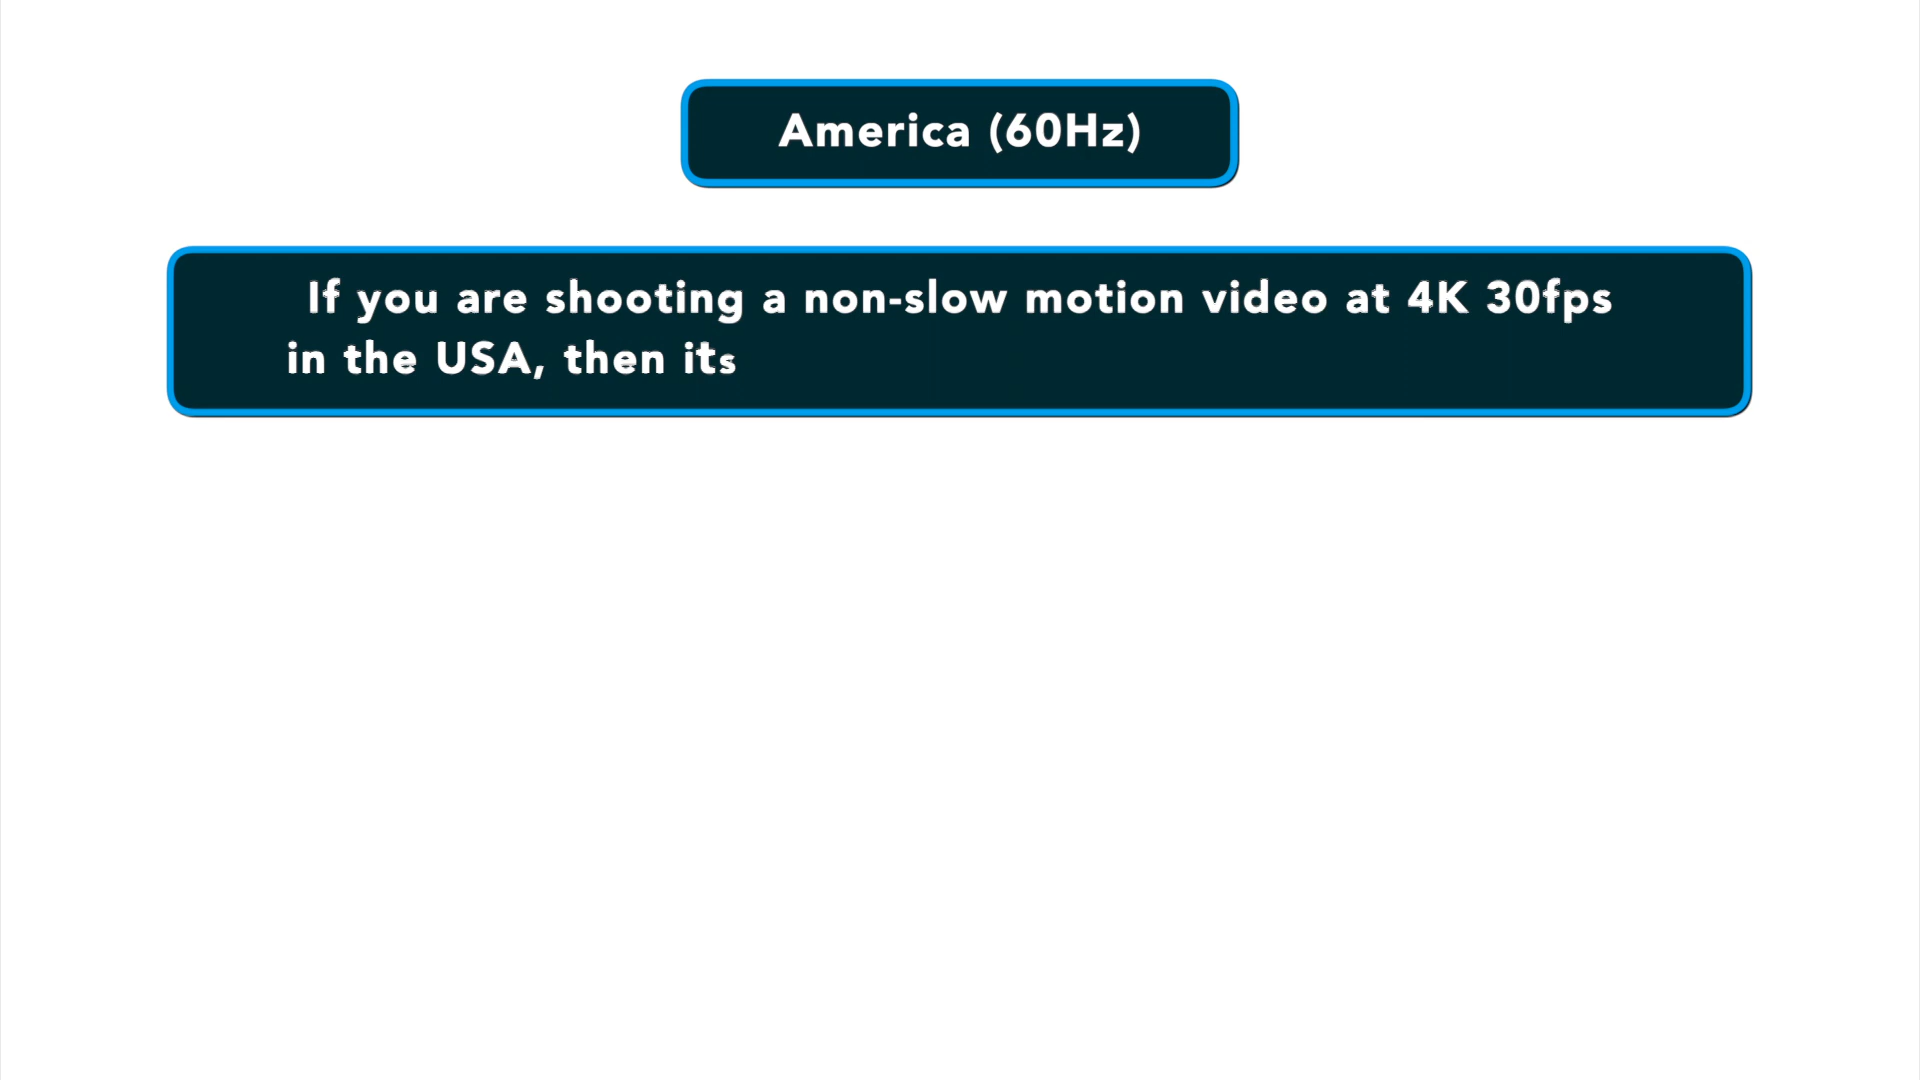 America (60Hz)
If you are shooting a non-slow motion video at 4K 30fps
in the USA, then its